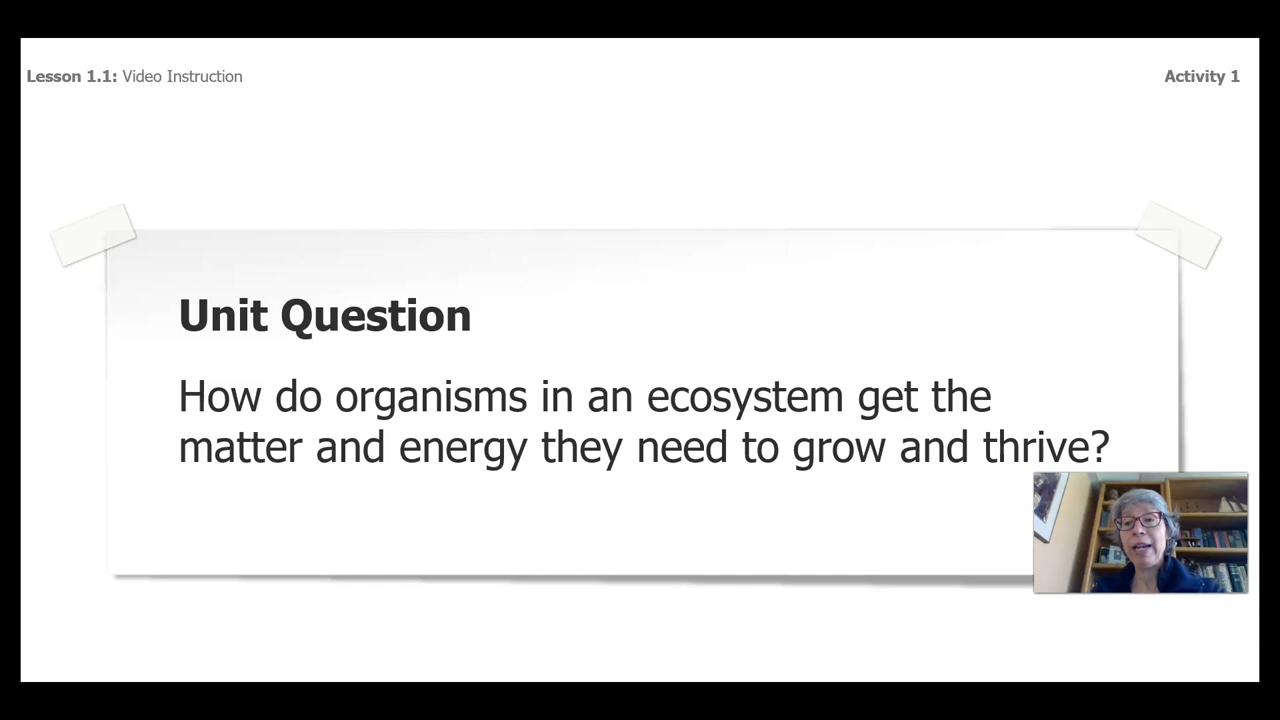 Lesson 1.1: Video Instruction
Activity 1
Unit Question
How do organisms in an ecosystem get the
matter and energy they need to grow and thrive?